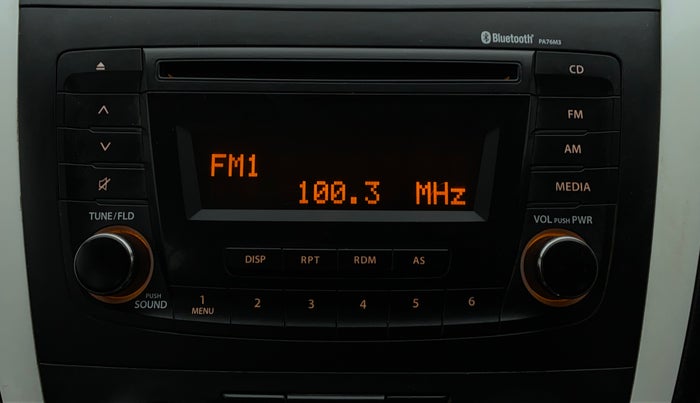 Bluetooth® PA76M3
CD
FM
AM
MEDIA
FM1
100.3 MHz
TUNE/FLD
VOL PUSH PWR
DISP RPT RDM AS
PUSH
SOUND
1 2 3 4 5 6
MENU